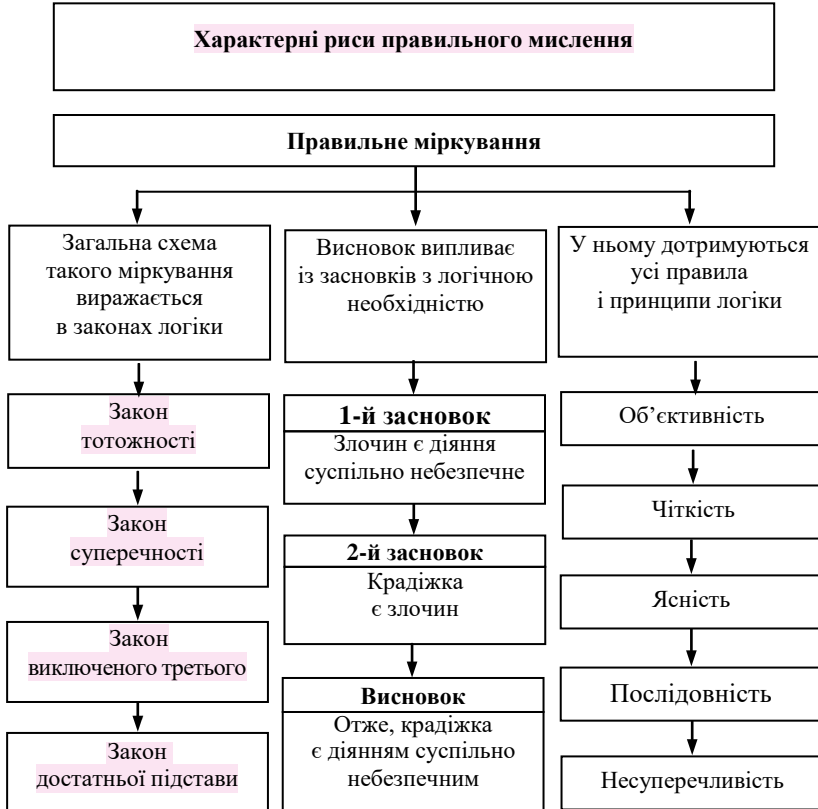 Характерні риси правильного мислення
Правильне міркування
Загальна схема
такого міркування
виражається
в законах логіки
Закон
тотожності
Закон
суперечності
Закон
виключеного третього
Закон
достатньої підстави
Висновок випливає
із засновків з логічною
необхідністю
1-й засновок
Злочин є діяння
суспільно небезпечне
2-й засновок
Крадіжка
є злочин
Висновок
Отже, крадіжка
є діянням суспільно
небезпечним
У ньому дотримуються
усі правила
і принципи логіки
Об’єктивність
Чіткість
Ясність
Послідовність
Несуперечливість